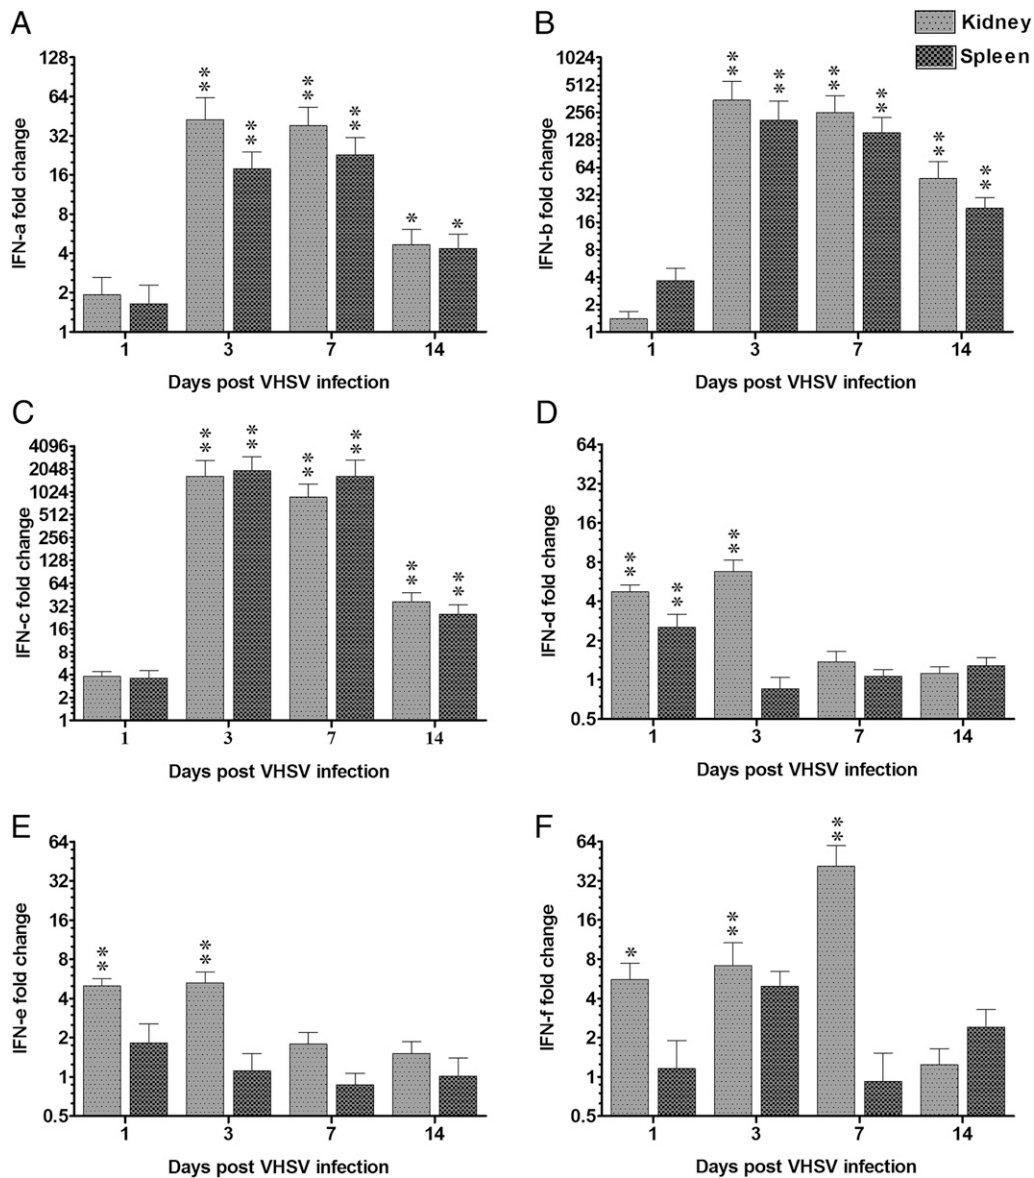 A
B
Kidney
Spleen
128
64
32
16
8
4
2
1
IFN-a fold change
** ** ** ** * *
1 3 7 14
Days post VHSV infection
1024
512
256
128
64
32
16
8
4
2
1
IFN-b fold change
** ** ** ** ** **
1 3 7 14
Days post VHSV infection
C
D
4096
2048
1024
512
256
128
64
32
16
8
4
2
1
IFN-c fold change
** ** ** ** ** **
1 3 7 14
Days post VHSV infection
64
32
16
8
4
2
1
0.5
IFN-d fold change
** ** **
1 3 7 14
Days post VHSV infection
E
F
64
32
16
8
4
2
1
0.5
IFN-e fold change
** **
1 3 7 14
Days post VHSV infection
64
32
16
8
4
2
1
0.5
IFN-f fold change
* ** **
1 3 7 14
Days post VHSV infection